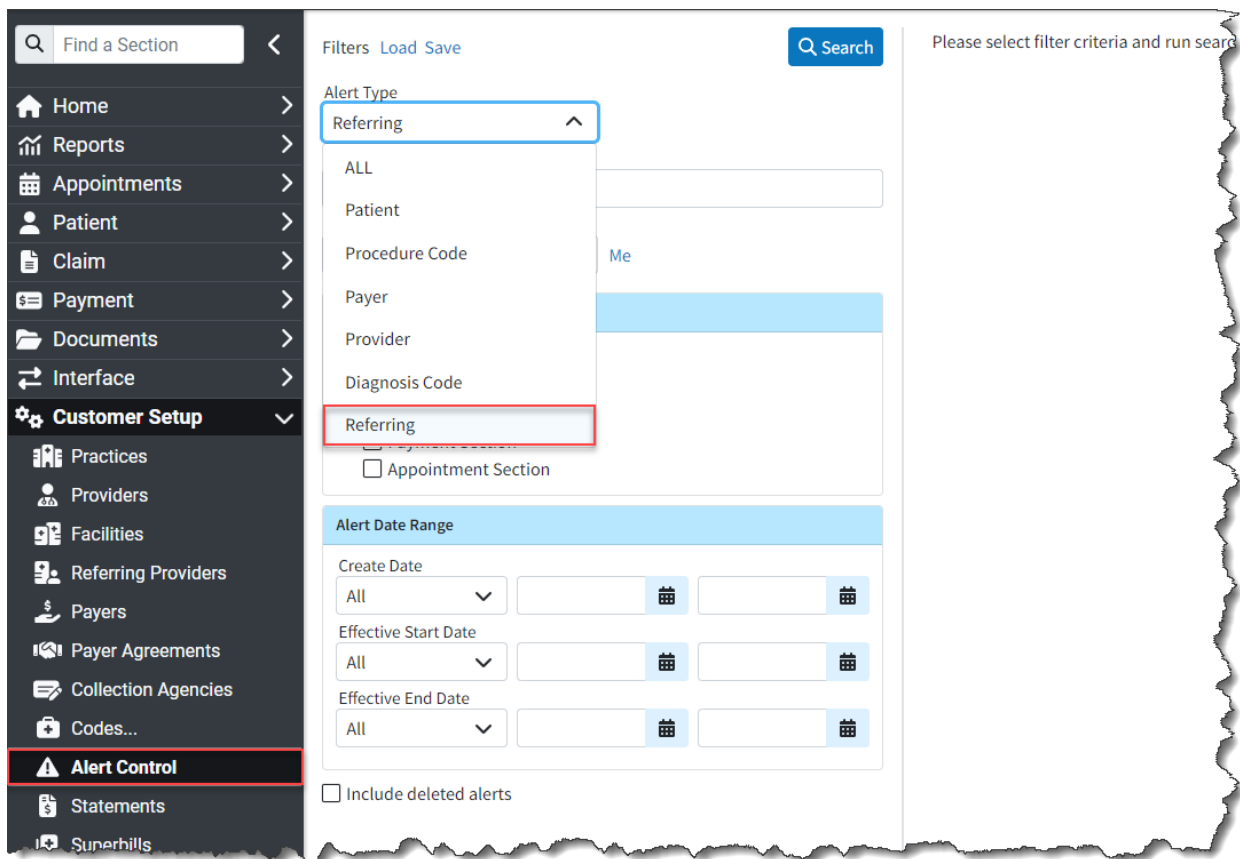 Find a Section
Home
Reports
Appointments
Patient
Claim
Payment
Documents
Interface
Customer Setup
Practices
Providers
Facilities
Referring Providers
Payers
Payer Agreements
Collection Agencies
Codes...
Alert Control
Statements
Superbills
Filters Load Save
Search
Alert Type
Referring
ALL
Patient
Procedure Code
Payer
Provider
Diagnosis Code
Referring
Me
Appointment Section
Alert Date Range
Create Date
All
Effective Start Date
All
Effective End Date
All
Include deleted alerts
Please select filter criteria and run